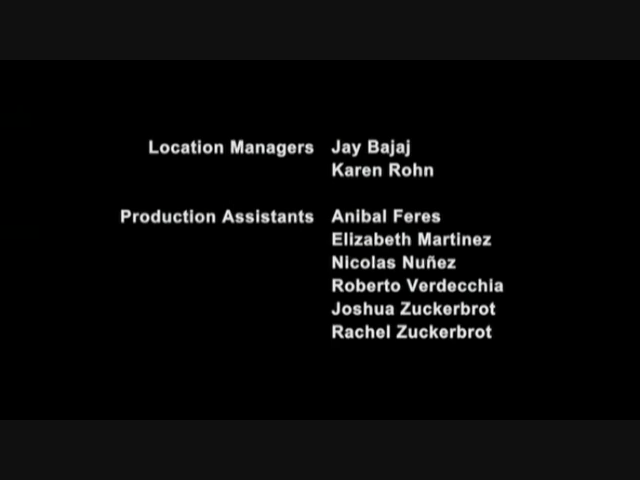 Location Managers Jay Bajaj
Karen Rohn
Production Assistants Anibal Feres
Elizabeth Martinez
Nicolas Nuñez
Roberto Verdecchia
Joshua Zuckerbrot
Rachel Zuckerbrot